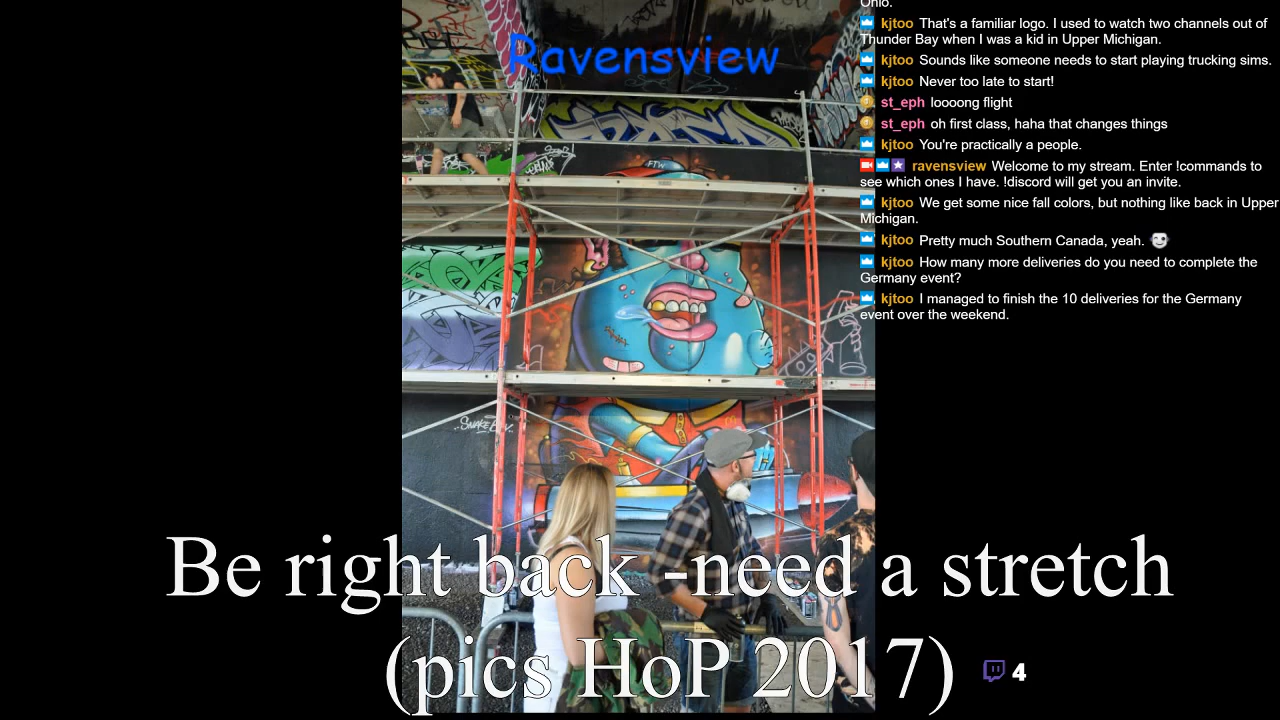 Ohio.
kjtoo That's a familiar logo. I used to watch two channels out of
Thunder Bay when I was a kid in Upper Michigan.
kjtoo Sounds like someone needs to start playing trucking sims.
kjtoo Never too late to start!
st_eph looooong flight
st_eph oh first class, haha that changes things
kjtoo You're practically a people.
ravensview Welcome to my stream. Enter !commands to
see which ones I have. !discord will get you an invite.
kjtoo We get some nice fall colors, but nothing like back in Upper
Michigan.
kjtoo Pretty much Southern Canada, yeah.
kjtoo How many more deliveries do you need to complete the
Germany event?
kjtoo I managed to finish the 10 deliveries for the Germany
event over the weekend.
Ravensview
FTW
Be right back -need a stretch
(pics HoP 2017)
4